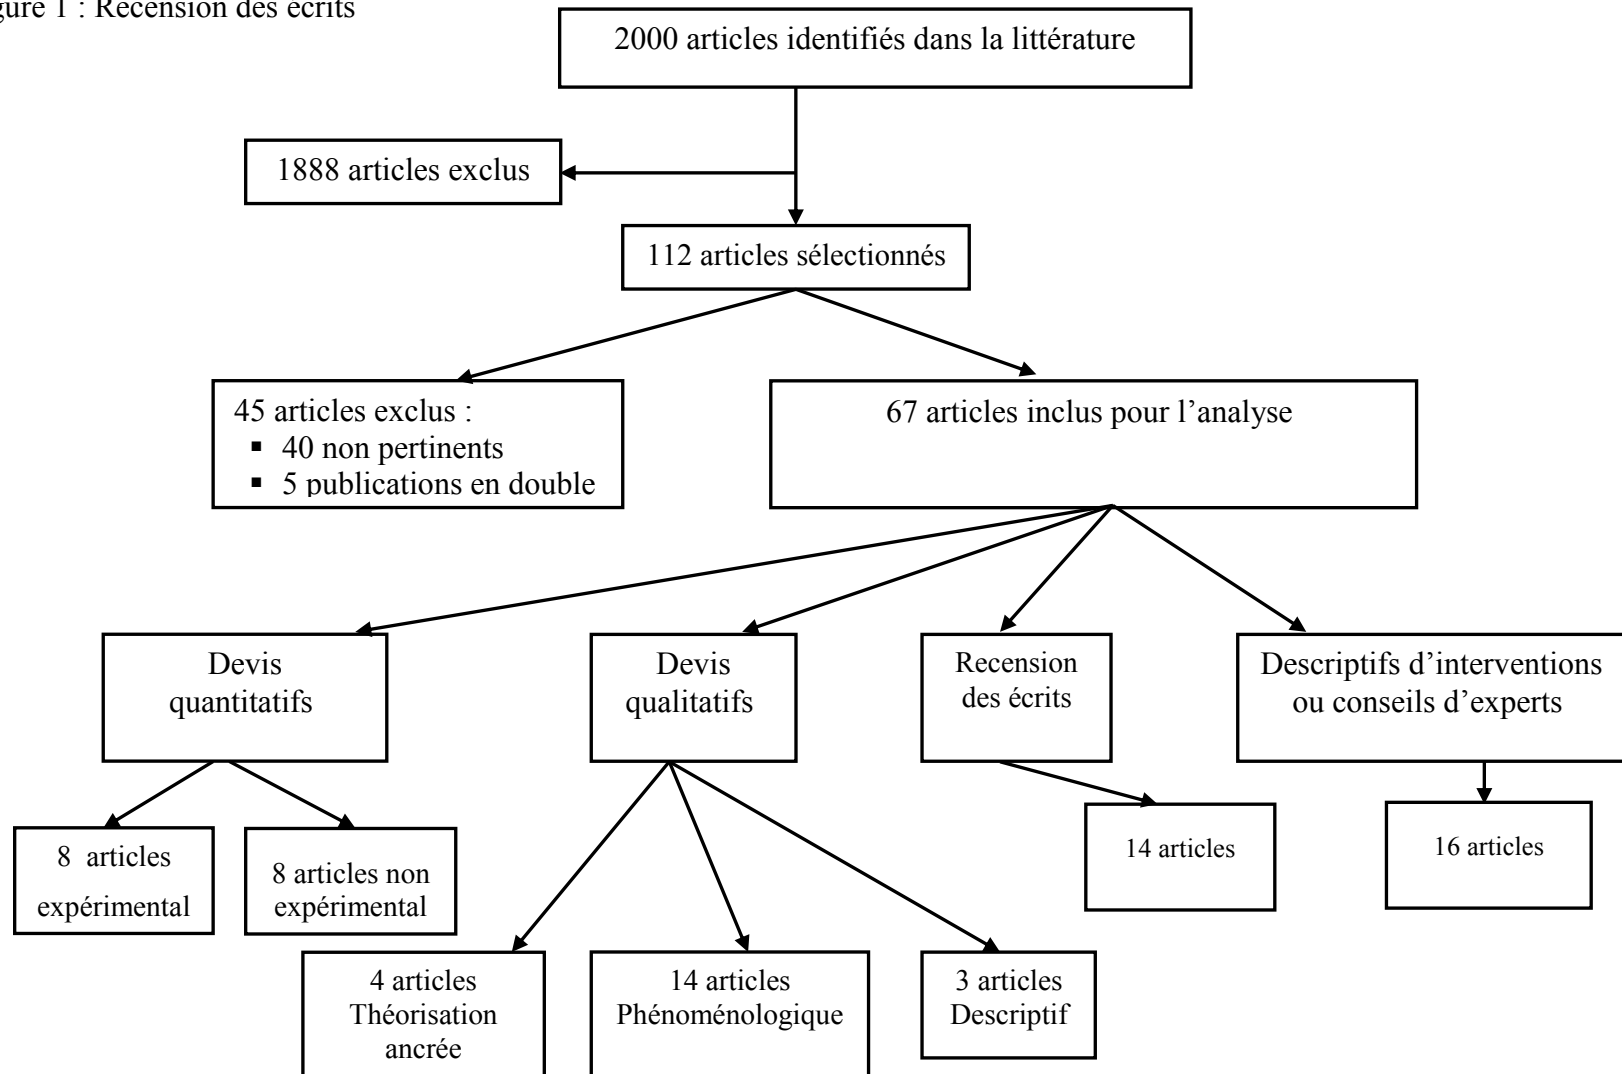 gure 1 : Recension des écrits
2000 articles identifiés dans la littérature
1888 articles exclus
112 articles sélectionnés
45 articles exclus :
▪ 40 non pertinents
▪ 5 publications en double
67 articles inclus pour l’analyse
Devis
quantitatifs
Devis
qualitatifs
Recension
des écrits
Descriptifs d’interventions
ou conseils d’experts
8 articles
expérimental
8 articles non
expérimental
14 articles
16 articles
4 articles
Théorisation
ancrée
14 articles
Phénoménologique
3 articles
Descriptif